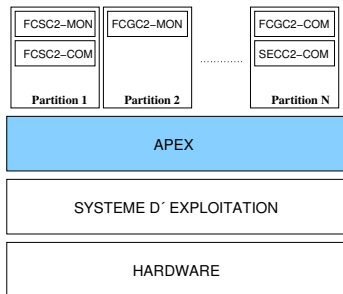 FCSC2-MON FCGC2-MON FCGC2-COM
FCSC2-COM SECC2-COM
.............
Partition 1 Partition 2 Partition N
APEX
SYSTEME D´ EXPLOITATION
HARDWARE